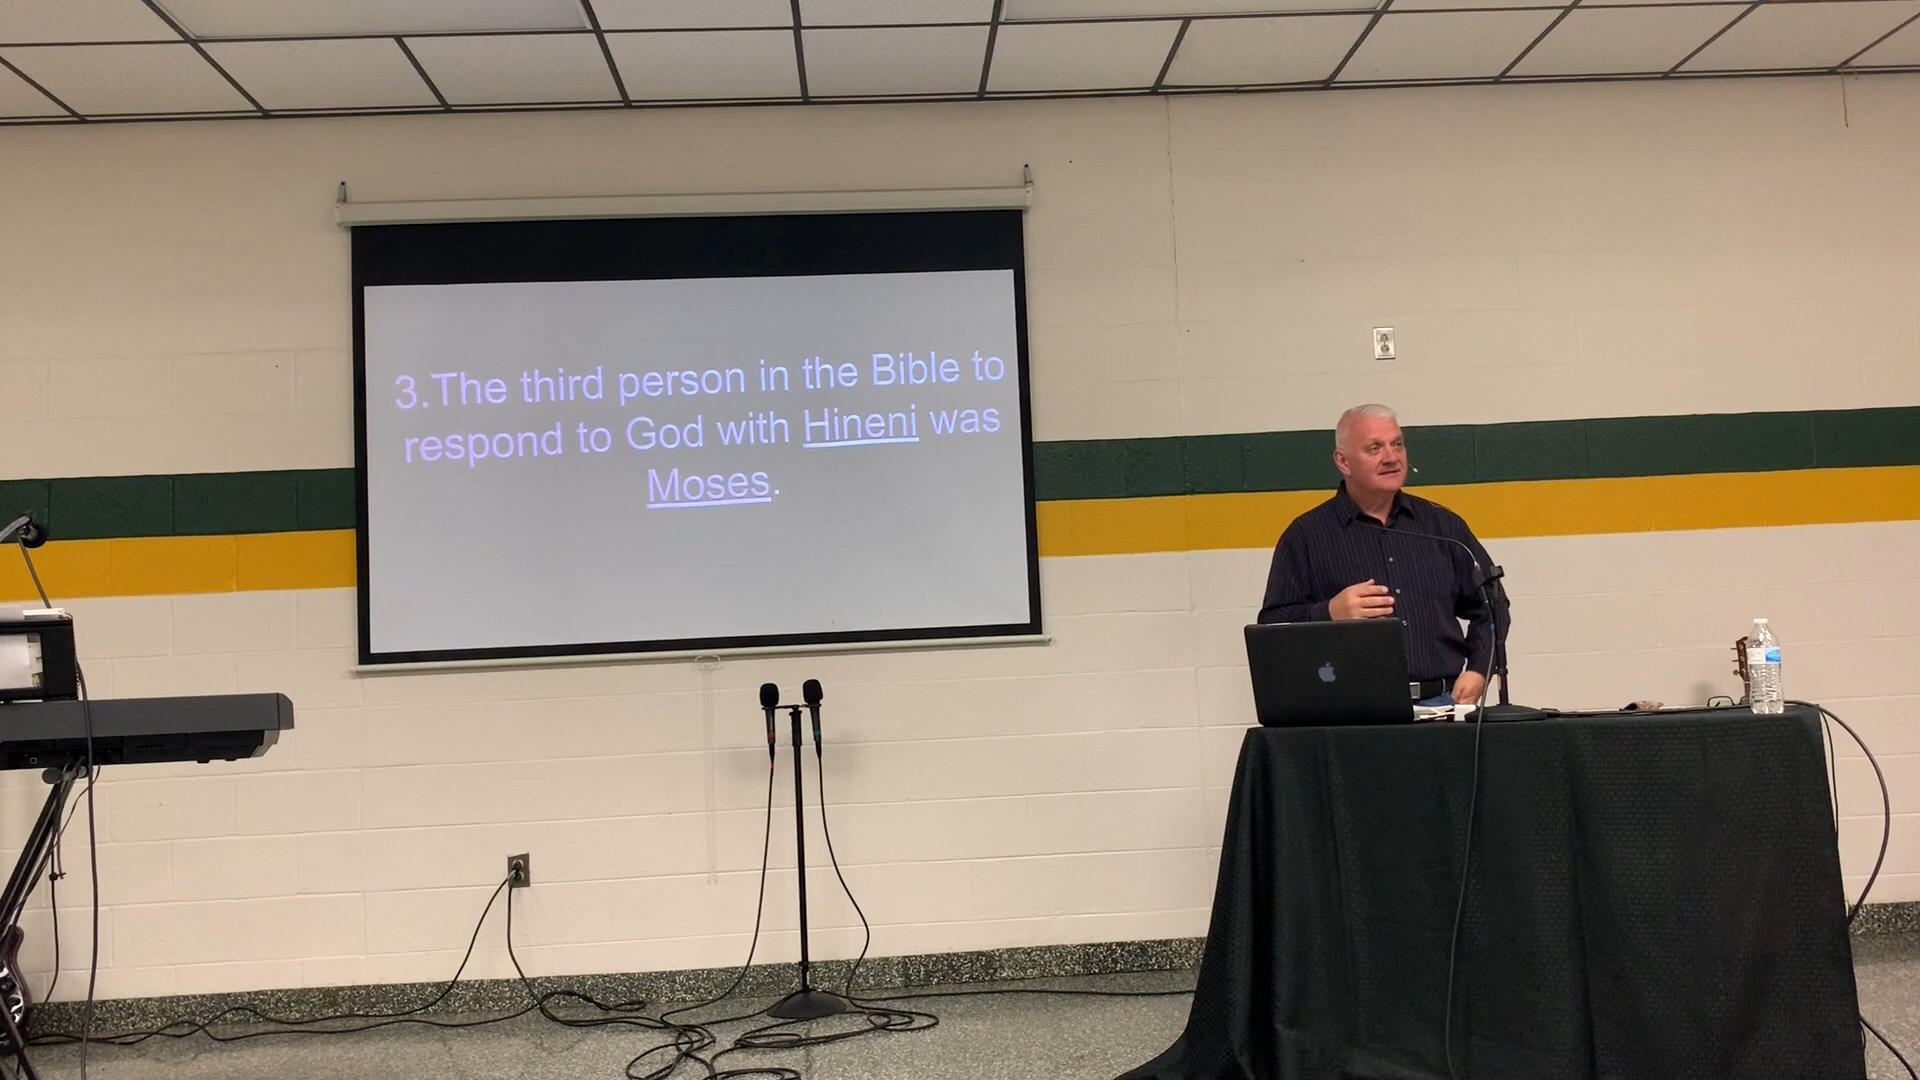 3.The third person in the Bible to
respond to God with Hineni was
Moses.